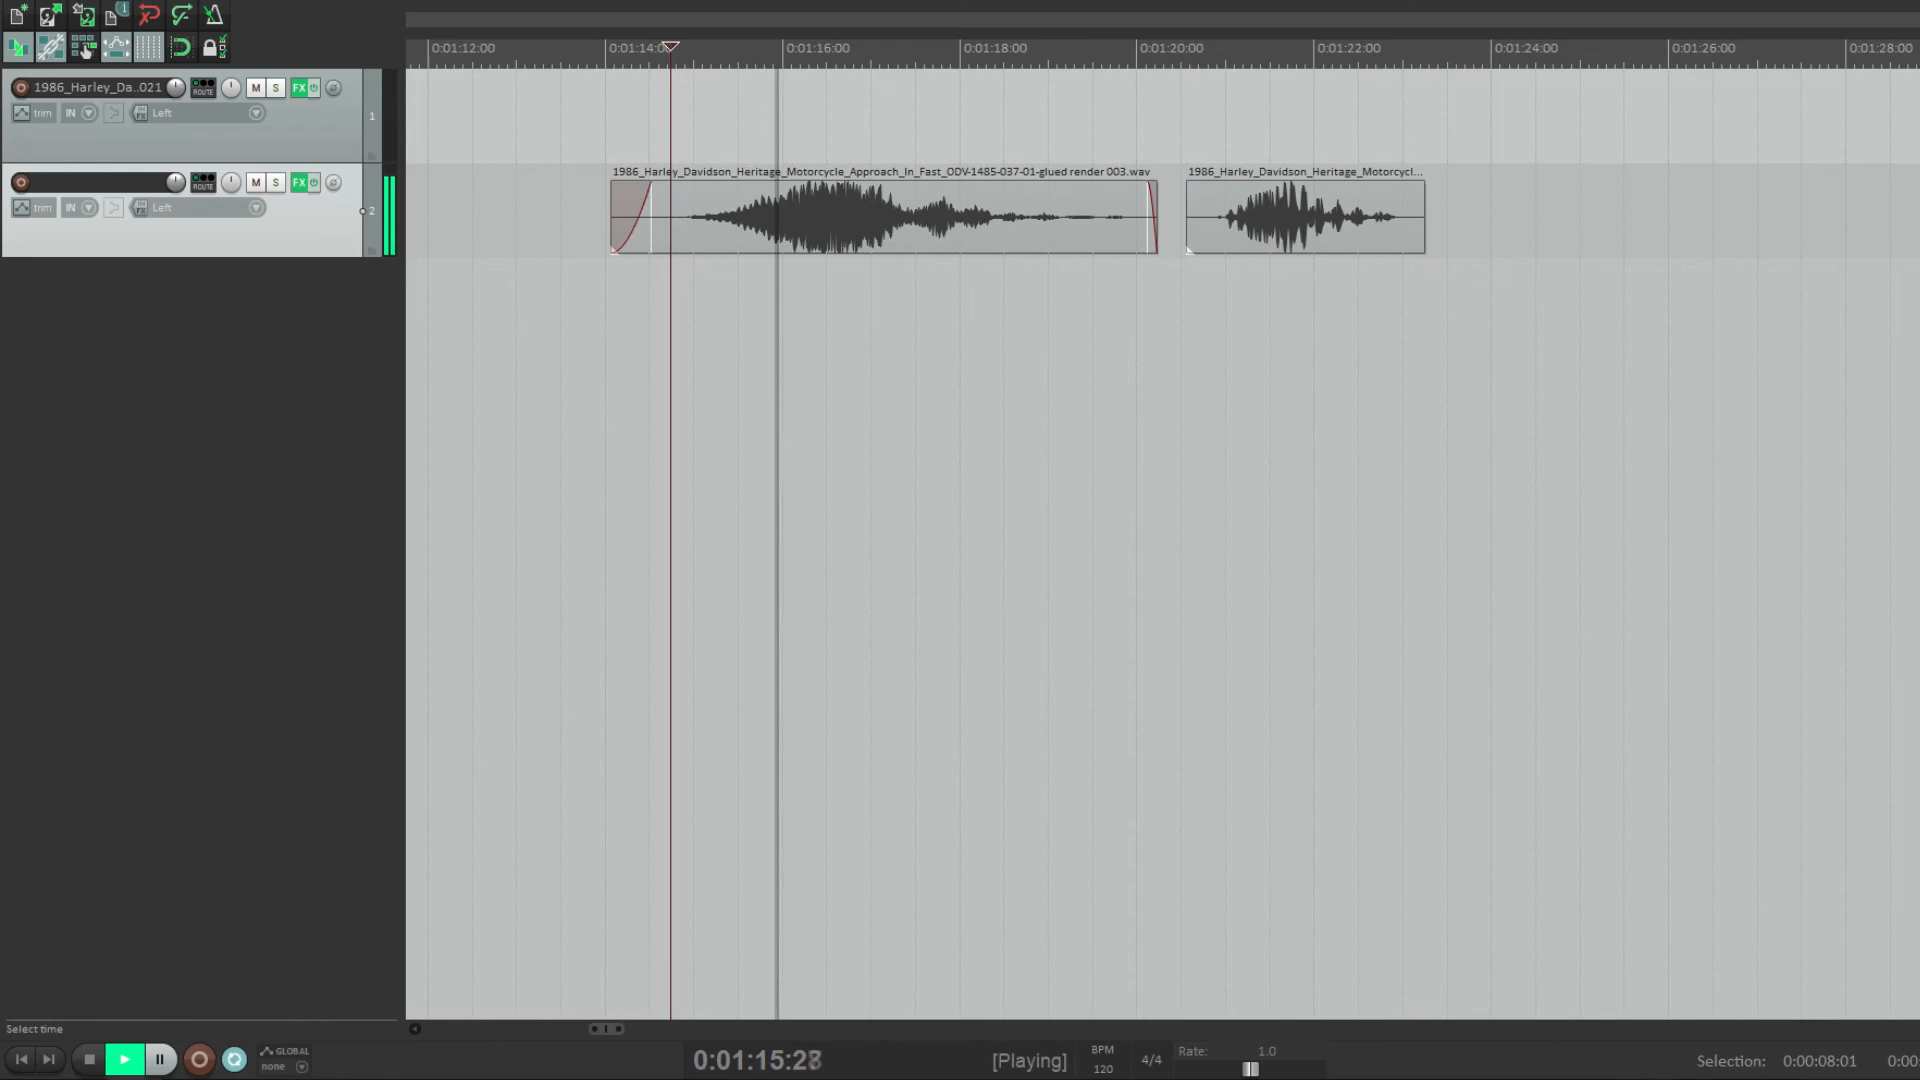 0:01:12:00 0:01:14:00 0:01:16:00 0:01:18:00 0:01:20:00 0:01:22:00 0:01:24:00 0:01:26:00 0:01:28:00
1986_Harley_Da..021 ROUTE M S FX
trim IN FX Left
1
1986_Harley_Davidson_Heritage_Motorcycle_Approach_In_Fast_ODV-1485-037-01-glued render 003.wav 1986_Harley_Davidson_Heritage_Motorcycl...
ROUTE M S FX
trim IN FX Left
2
Select time
GLOBAL
none
0:01:15:28
[Playing]
BPM
120
4/4
Rate: 1.0
Selection: 0:00:08:01 0:00